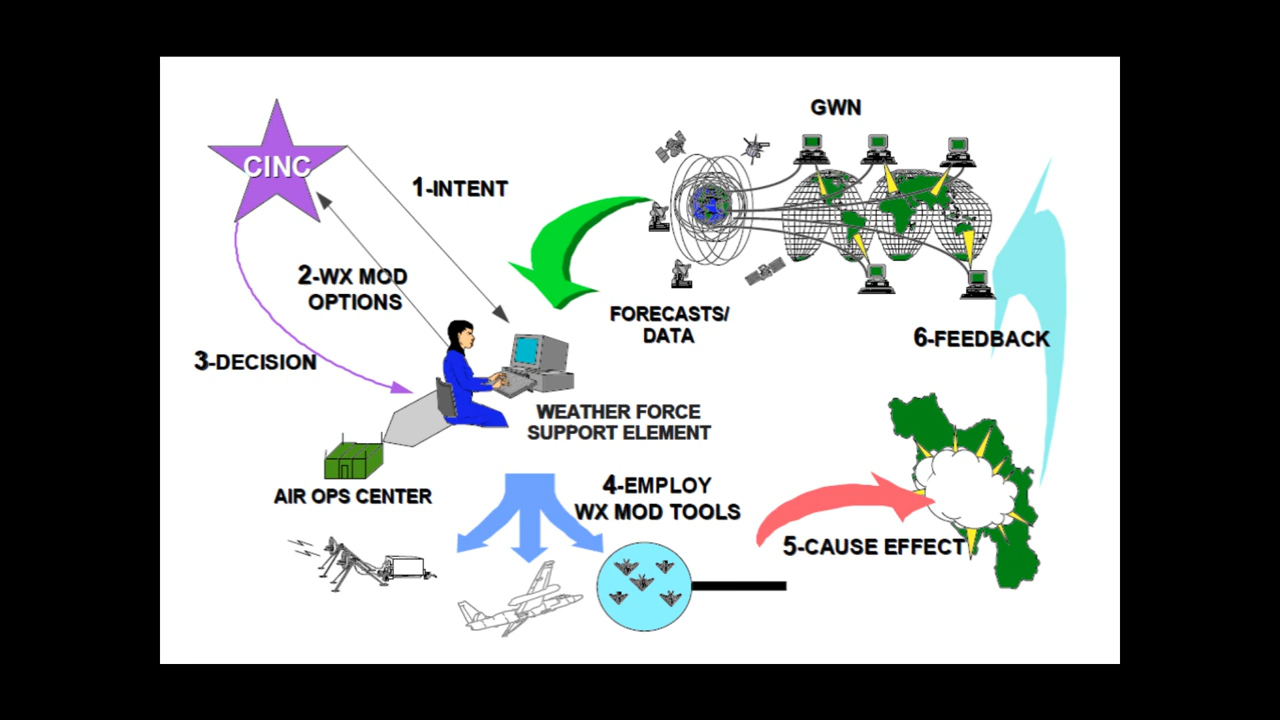 GWN
CINC
1-INTENT
2-WX MOD
OPTIONS
FORECASTS/
DATA
6-FEEDBACK
3-DECISION
WEATHER FORCE
SUPPORT ELEMENT
AIR OPS CENTER
4-EMPLOY
WX MOD TOOLS
5-CAUSE EFFECT